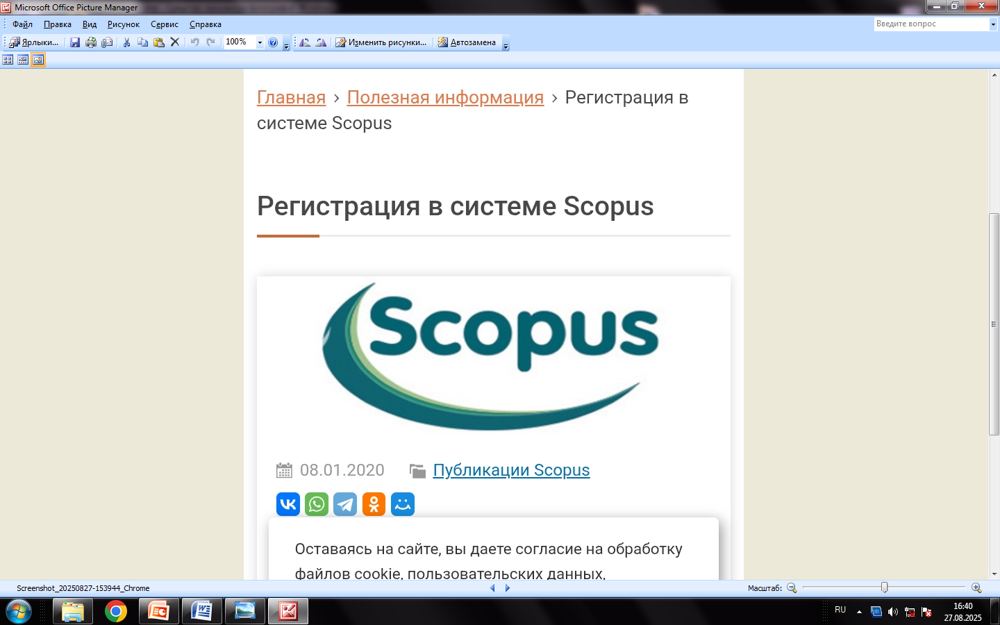 Microsoft Office Picture Manager
Файл Правка Вид Рисунок Сервис Справка
Введите вопрос
Ярлыки... 100% Изменить рисунки... Автозамена
Главная › Полезная информация › Регистрация в
системе Scopus
Регистрация в системе Scopus
Scopus
08.01.2020 Публикации Scopus
Оставаясь на сайте, вы даете согласие на обработку
файлов cookie, пользовательских данных,
Screenshot_20250827-153944_Chrome
Масштаб:
RU
16:40
27.08.2025